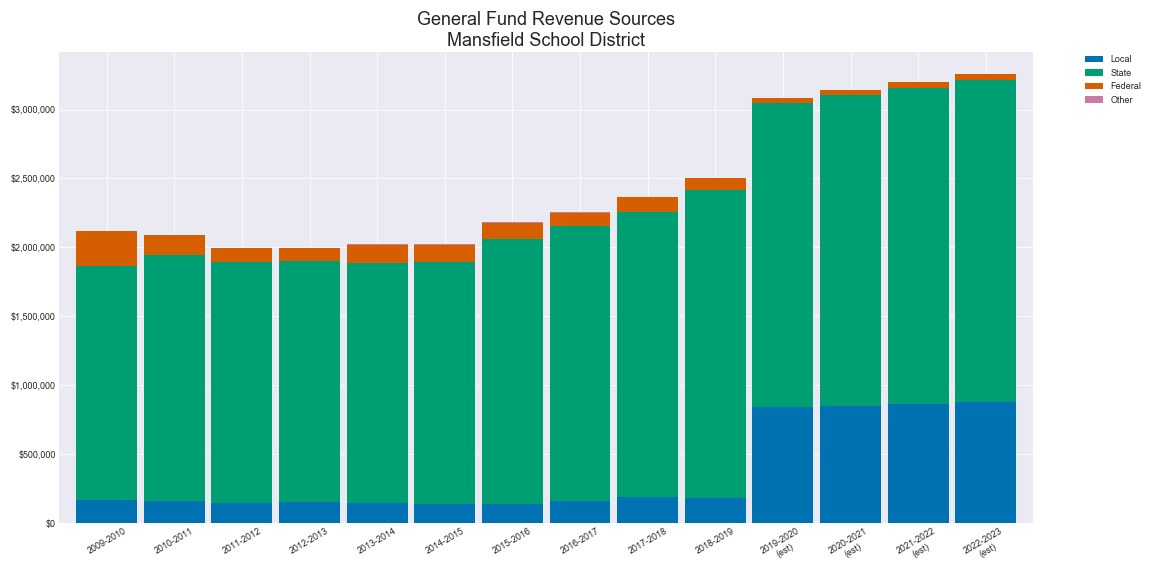 General Fund Revenue Sources
Mansfield School District
Local
State
Federal
Other
$3,000,000
$2,500,000
$2,000,000
$1,500,000
$1,000,000
$500,000
$0
2009-2010
2010-2011
2011-2012
2012-2013
2013-2014
2014-2015
2015-2016
2016-2017
2017-2018
2018-2019
2019-2020
(est)
2020-2021
(est)
2021-2022
(est)
2022-2023
(est)